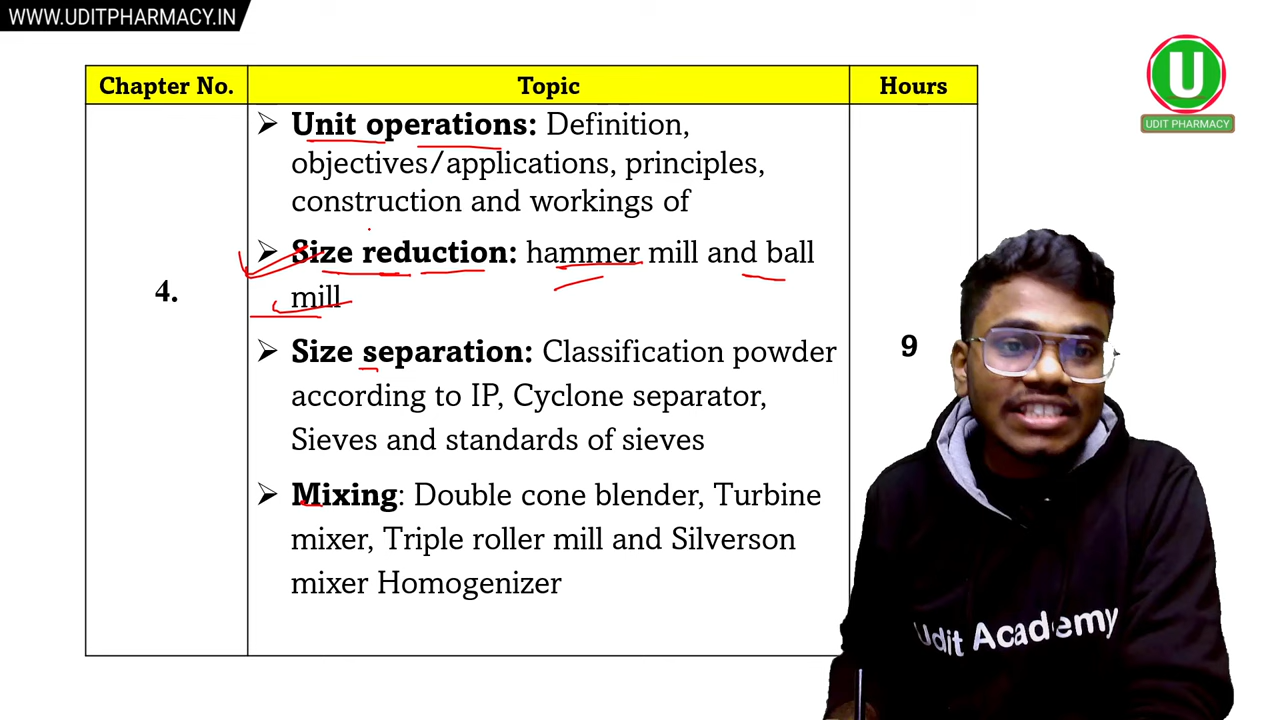 WWW.UDITPHARMACY.IN
U
UDIT PHARMACY
Chapter No. Topic Hours
➢ Unit operations: Definition,
objectives/applications, principles,
construction and workings of
➢ Size reduction: hammer mill and ball
mill
4.
➢ Size separation: Classification powder
according to IP, Cyclone separator,
Sieves and standards of sieves
9
➢ Mixing: Double cone blender, Turbine
mixer, Triple roller mill and Silverson
mixer Homogenizer
Udit Academy